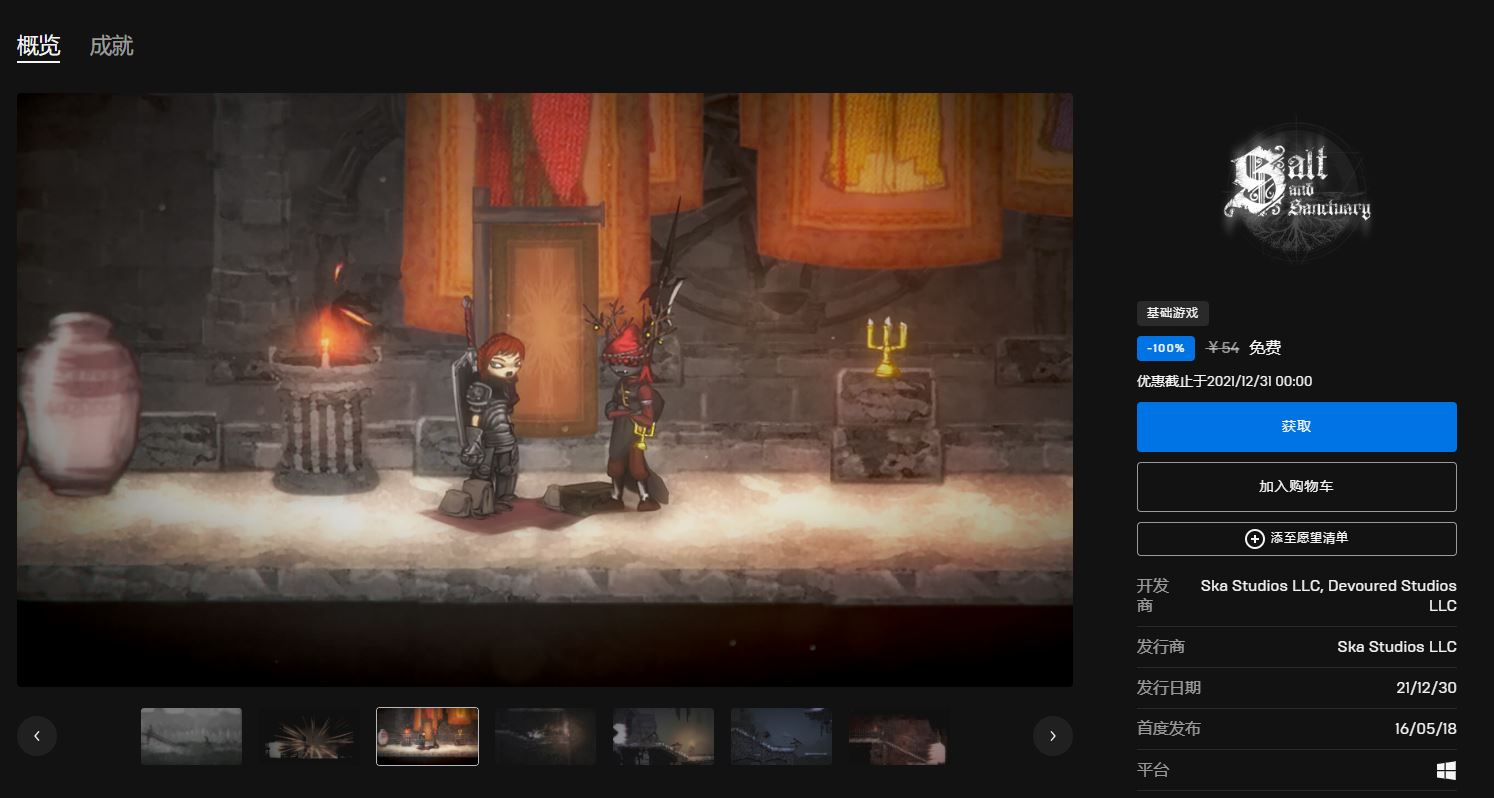 概览 成就
Salt
and
Sanctuary
基础游戏
-100% ￥54 免费
优惠截止于2021/12/31 00:00
获取
加入购物车
添至愿望清单
开发商 Ska Studios LLC, Devoured Studios
LLC
发行商 Ska Studios LLC
发行日期 21/12/30
首度发布 16/05/18
平台